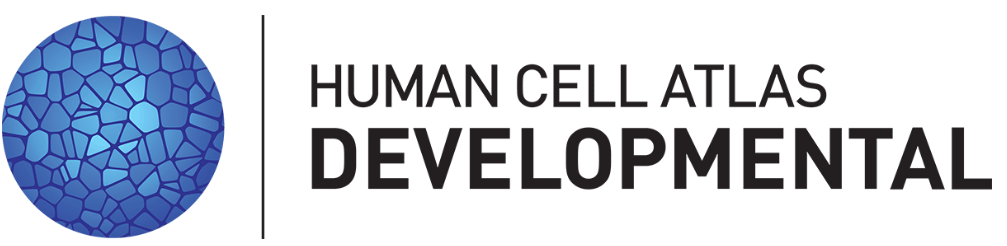 HUMAN CELL ATLAS
DEVELOPMENTAL